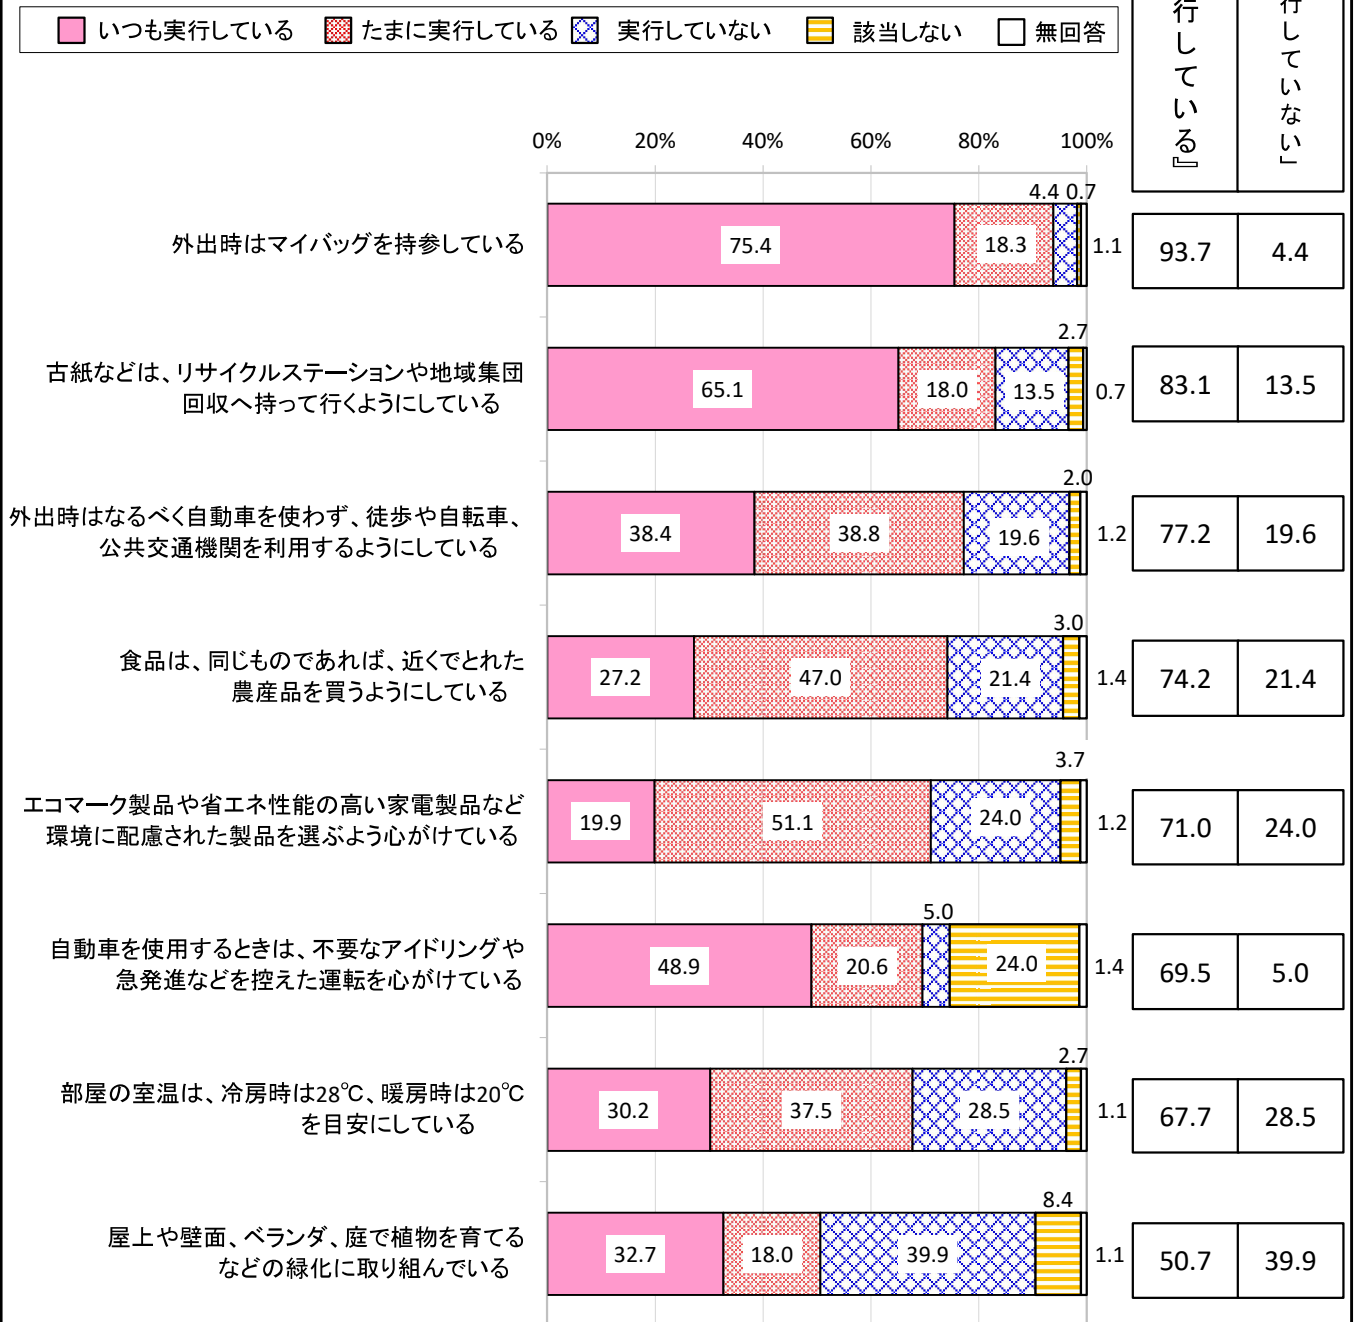 いつも実行している たまに実行している 実行していない 該当しない 無回答
行している』
行していない」
0% 20% 40% 60% 80% 100%
4.4 0.7
外出時はマイバッグを持参している 75.4 18.3 1.1 93.7 4.4
2.7
古紙などは、リサイクルステーションや地域集団
回収へ持って行くようにしている 65.1 18.0 13.5 0.7 83.1 13.5
2.0
外出時はなるべく自動車を使わず、徒歩や自転車、
公共交通機関を利用するようにしている 38.4 38.8 19.6 1.2 77.2 19.6
3.0
食品は、同じものであれば、近くでとれた
農産品を買うようにしている 27.2 47.0 21.4 1.4 74.2 21.4
3.7
エコマーク製品や省エネ性能の高い家電製品など
環境に配慮された製品を選ぶよう心がけている 19.9 51.1 24.0 1.2 71.0 24.0
5.0
自動車を使用するときは、不要なアイドリングや
急発進などを控えた運転を心がけている 48.9 20.6 24.0 1.4 69.5 5.0
2.7
部屋の室温は、冷房時は28℃、暖房時は20℃
を目安にしている 30.2 37.5 28.5 1.1 67.7 28.5
8.4
屋上や壁面、ベランダ、庭で植物を育てる
などの緑化に取り組んでいる 32.7 18.0 39.9 1.1 50.7 39.9